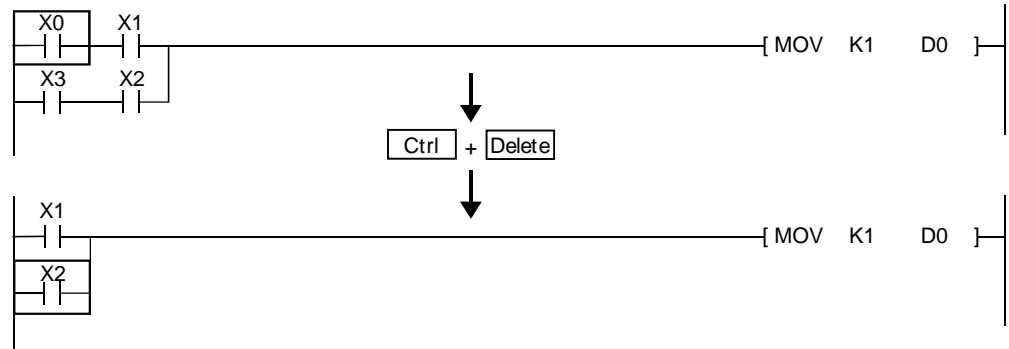 X0 X1
[ MOV K1 D0 ]
X3 X2
Ctrl + Delete
X1
[ MOV K1 D0 ]
X2